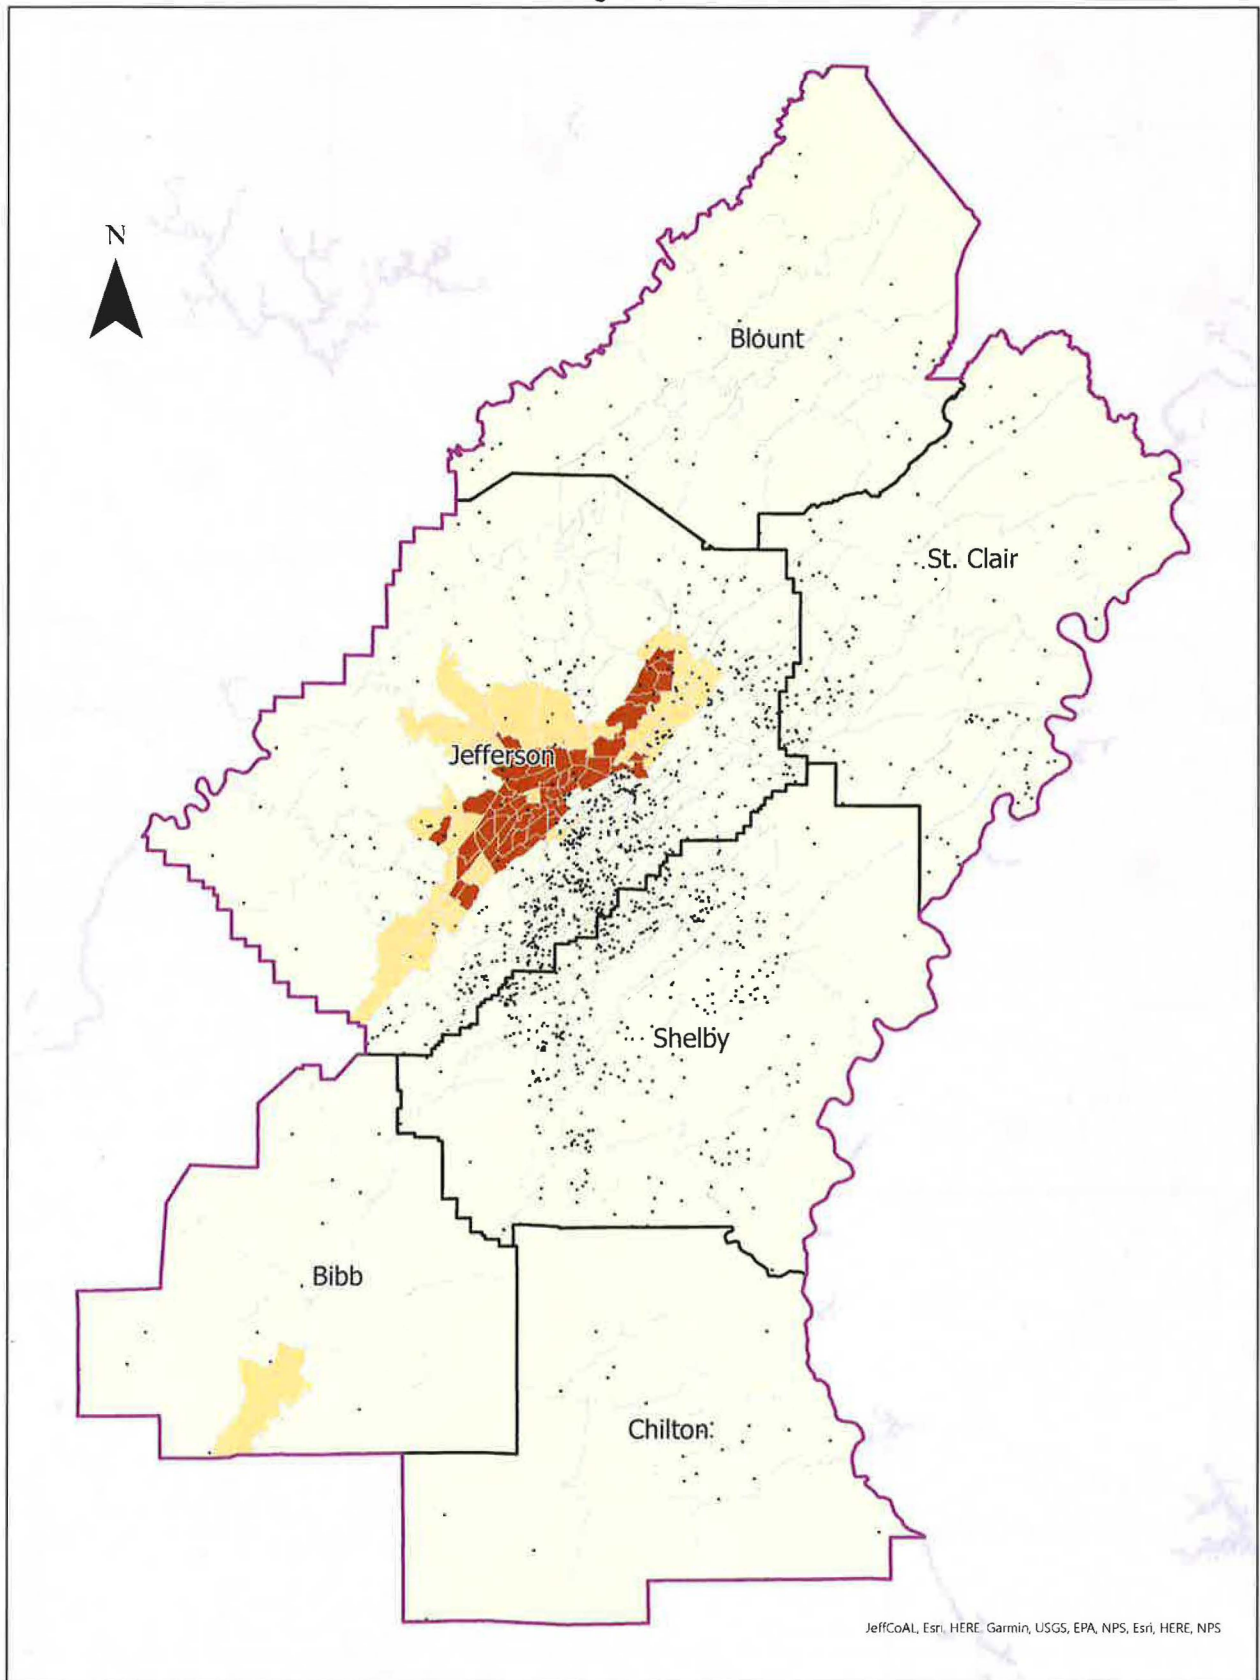 N
Blount
St. Clair
Jefferson
Shelby
Bibb
Chilton
JeffCoAL, Esri, HERE, Garmin, USGS, EPA, NPS, Esri, HERE, NPS